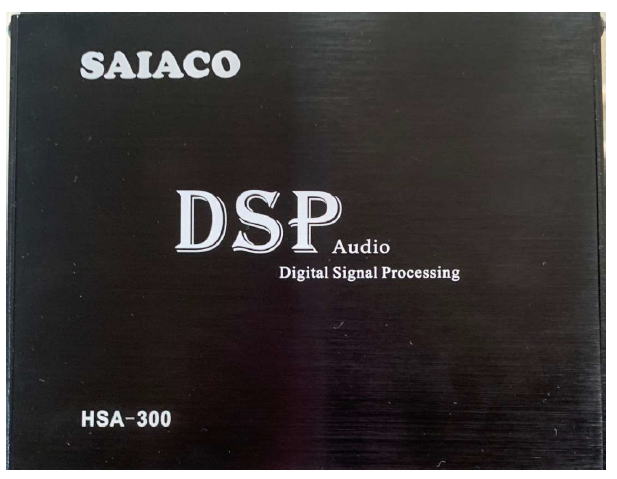 SAIACO
DSP Audio
Digital Signal Processing
HSA-300